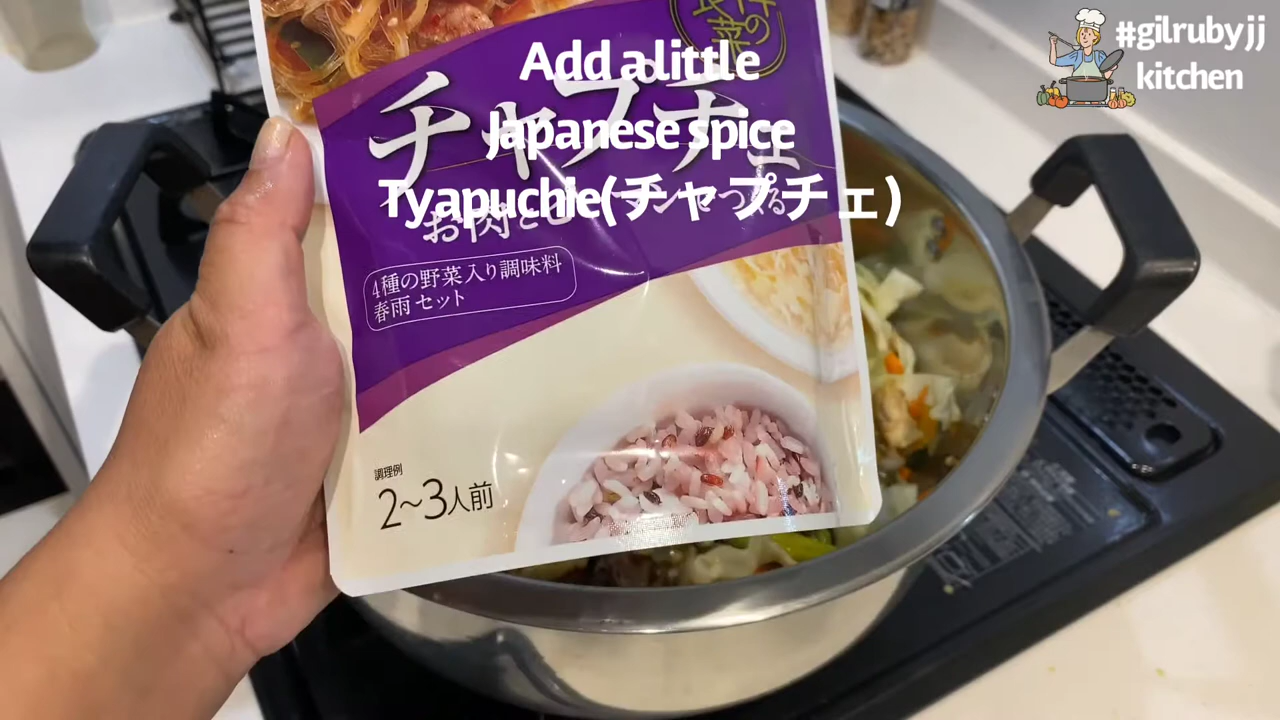 #gilrubyjj
kitchen
Add a little
Japanese spice
Tyapuchie(チャプチェ)
チャプチェ
4種の野菜入り調味料
春雨セット
調理例
2〜3人前